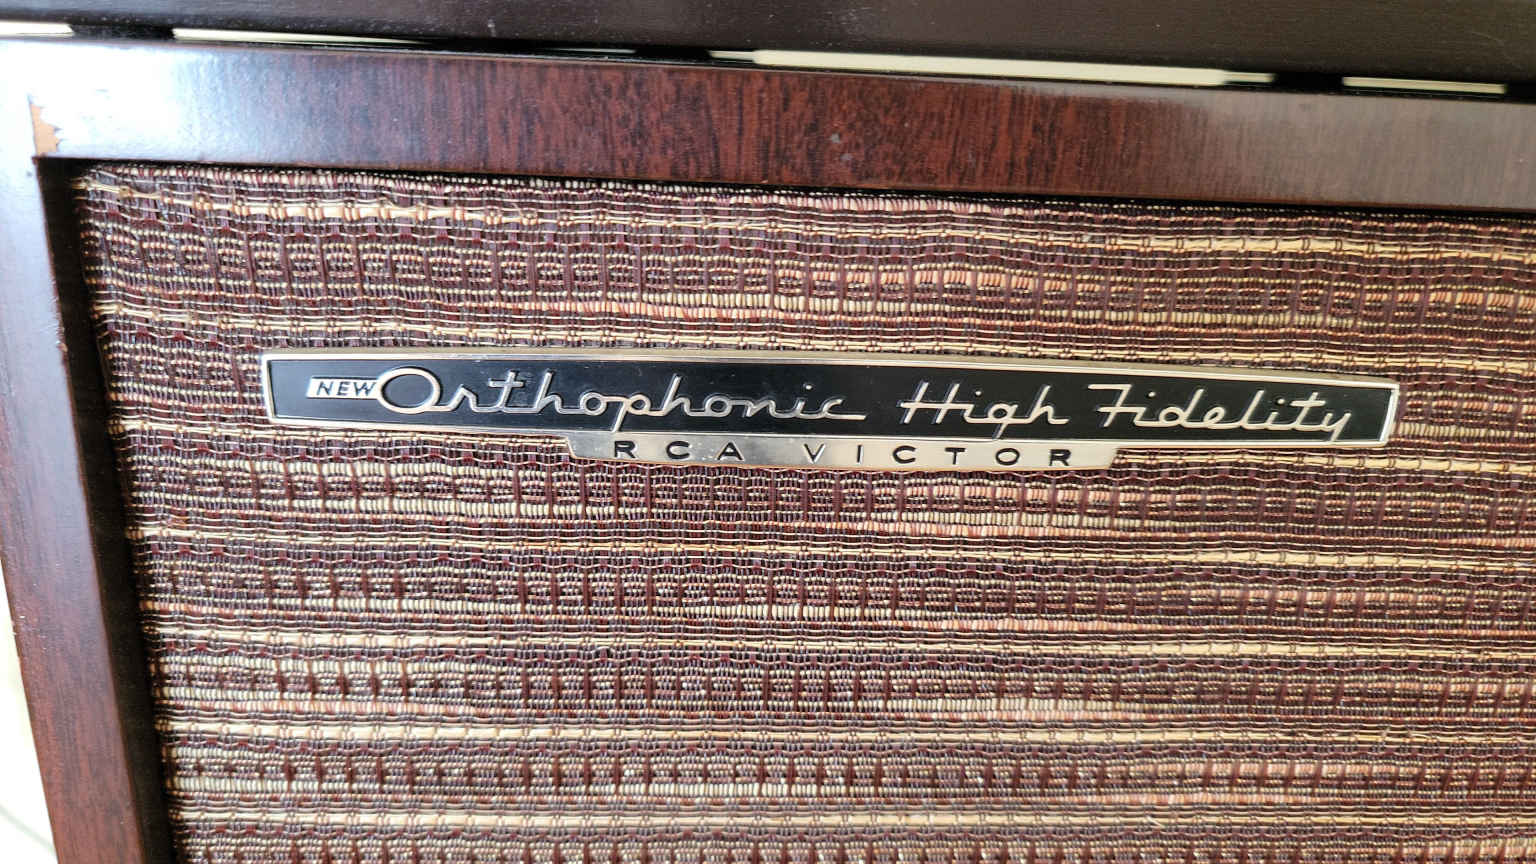 NEW Orthophonic High Fidelity
RCA VICTOR